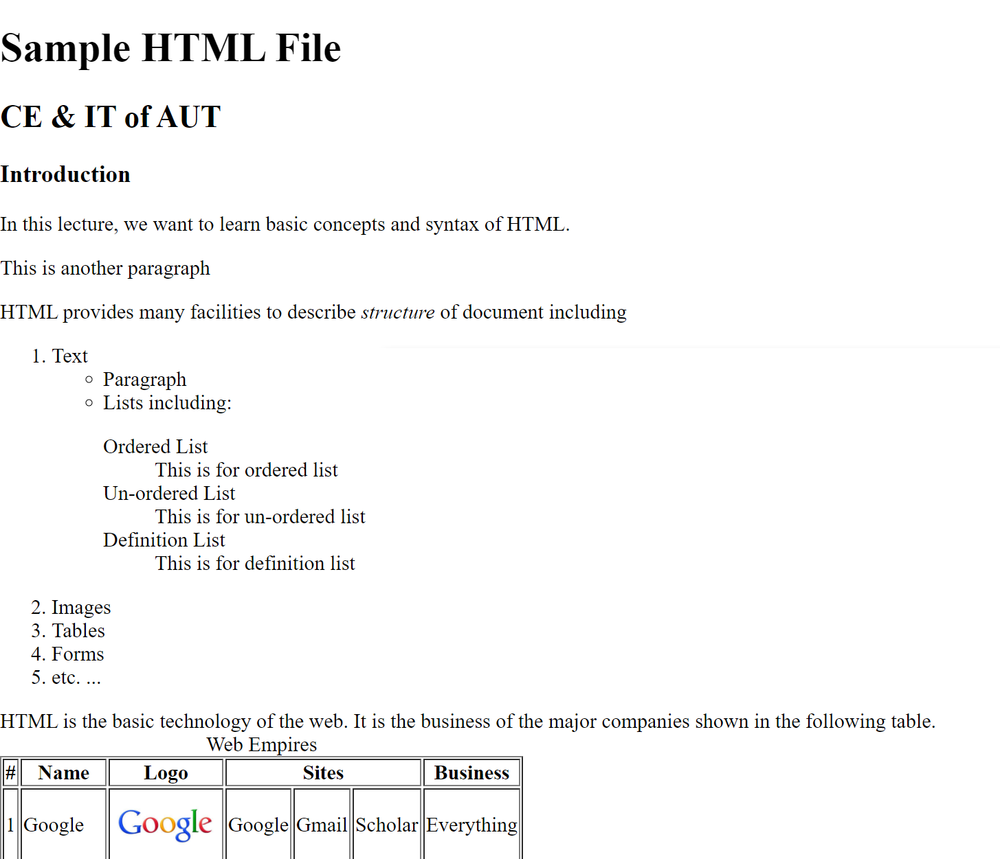 Sample HTML File
CE & IT of AUT
Introduction
In this lecture, we want to learn basic concepts and syntax of HTML.
This is another paragraph
HTML provides many facilities to describe structure of document including
1. Text
Paragraph
Lists including:
Ordered List
This is for ordered list
Un-ordered List
This is for un-ordered list
Definition List
This is for definition list
2. Images
3. Tables
4. Forms
5. etc. ...
HTML is the basic technology of the web. It is the business of the major companies shown in the following table.
Web Empires
# Name Logo Sites Business
1 Google Google Google Gmail Scholar Everything